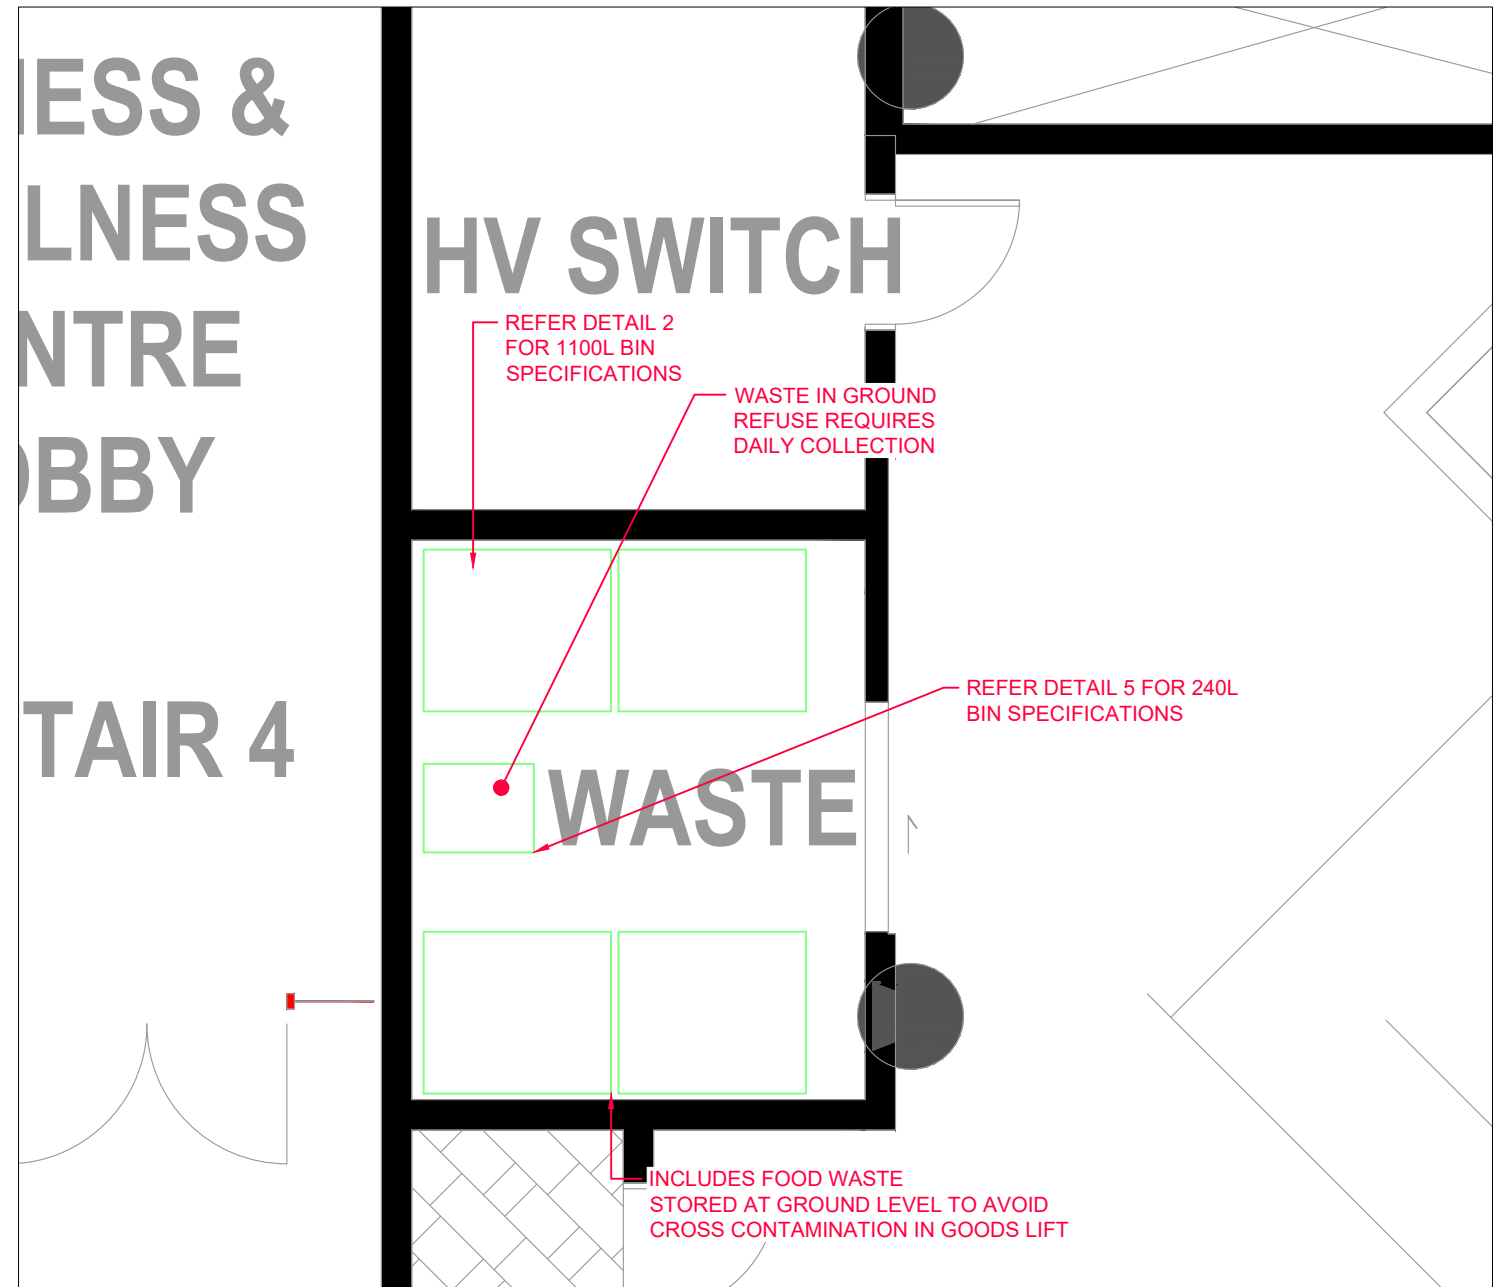 NESS &
LLNESS
NTRE
OBBY
TAIR 4
HV SWITCH
REFER DETAIL 2
FOR 1100L BIN
SPECIFICATIONS
WASTE IN GROUND
REFUSE REQUIRES
DAILY COLLECTION
REFER DETAIL 5 FOR 240L
BIN SPECIFICATIONS
WASTE
INCLUDES FOOD WASTE
STORED AT GROUND LEVEL TO AVOID
CROSS CONTAMINATION IN GOODS LIFT